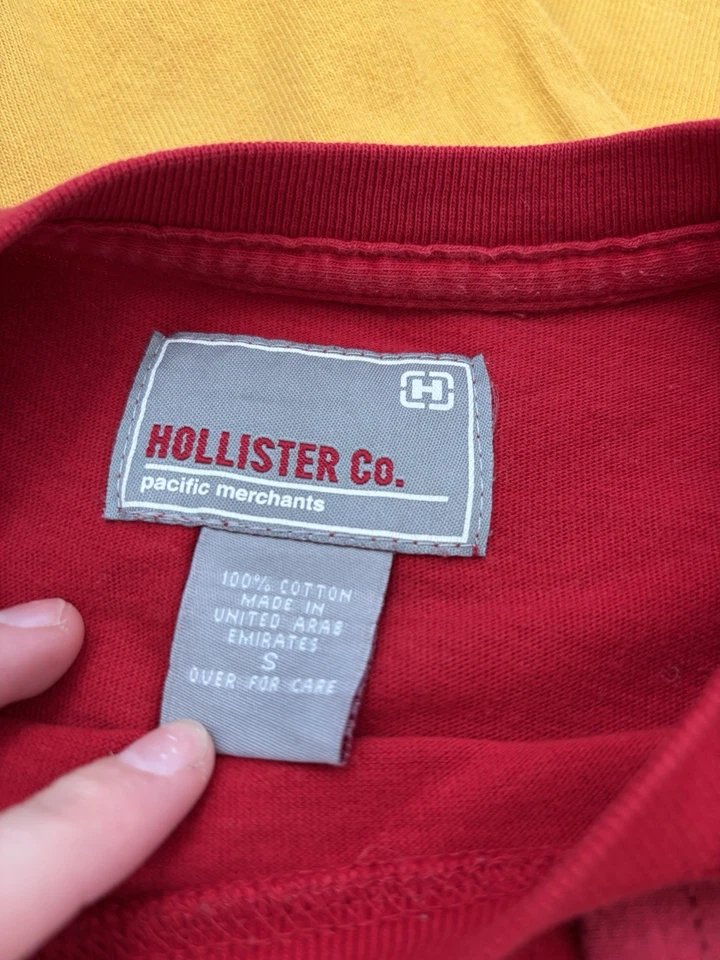 H
HOLLISTER CO.
pacific merchants
100% COTTON
MADE IN
UNITED ARAB
EMIRATES
S
OVER FOR CARE